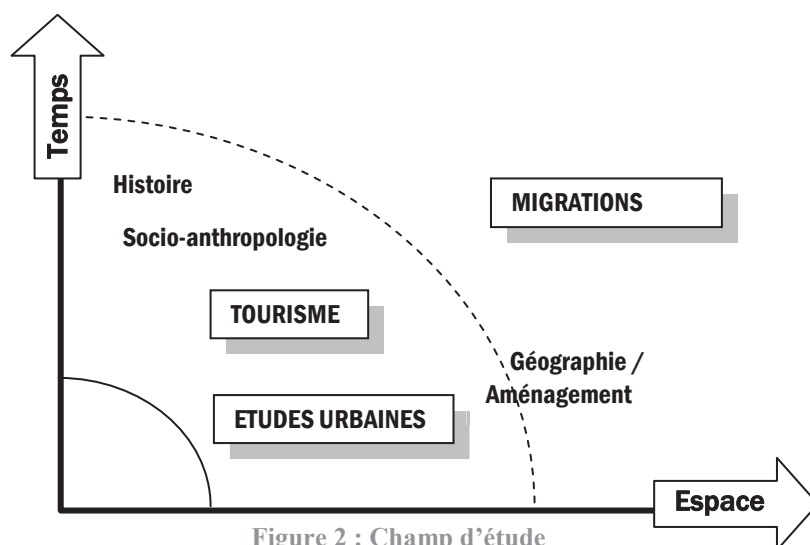 Temps
Histoire
MIGRATIONS
Socio-anthropologie
TOURISME
Géographie /
Aménagement
ETUDES URBAINES
Espace
Figure 2 : Champ d'étude